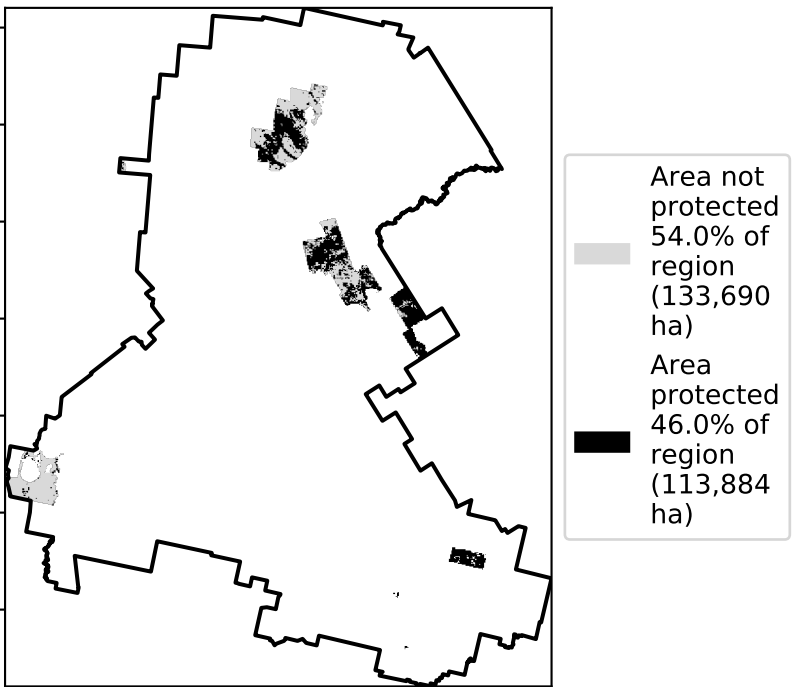 Area not
protected
54.0% of
region
(133,690
ha)
Area
protected
46.0% of
region
(113,884
ha)